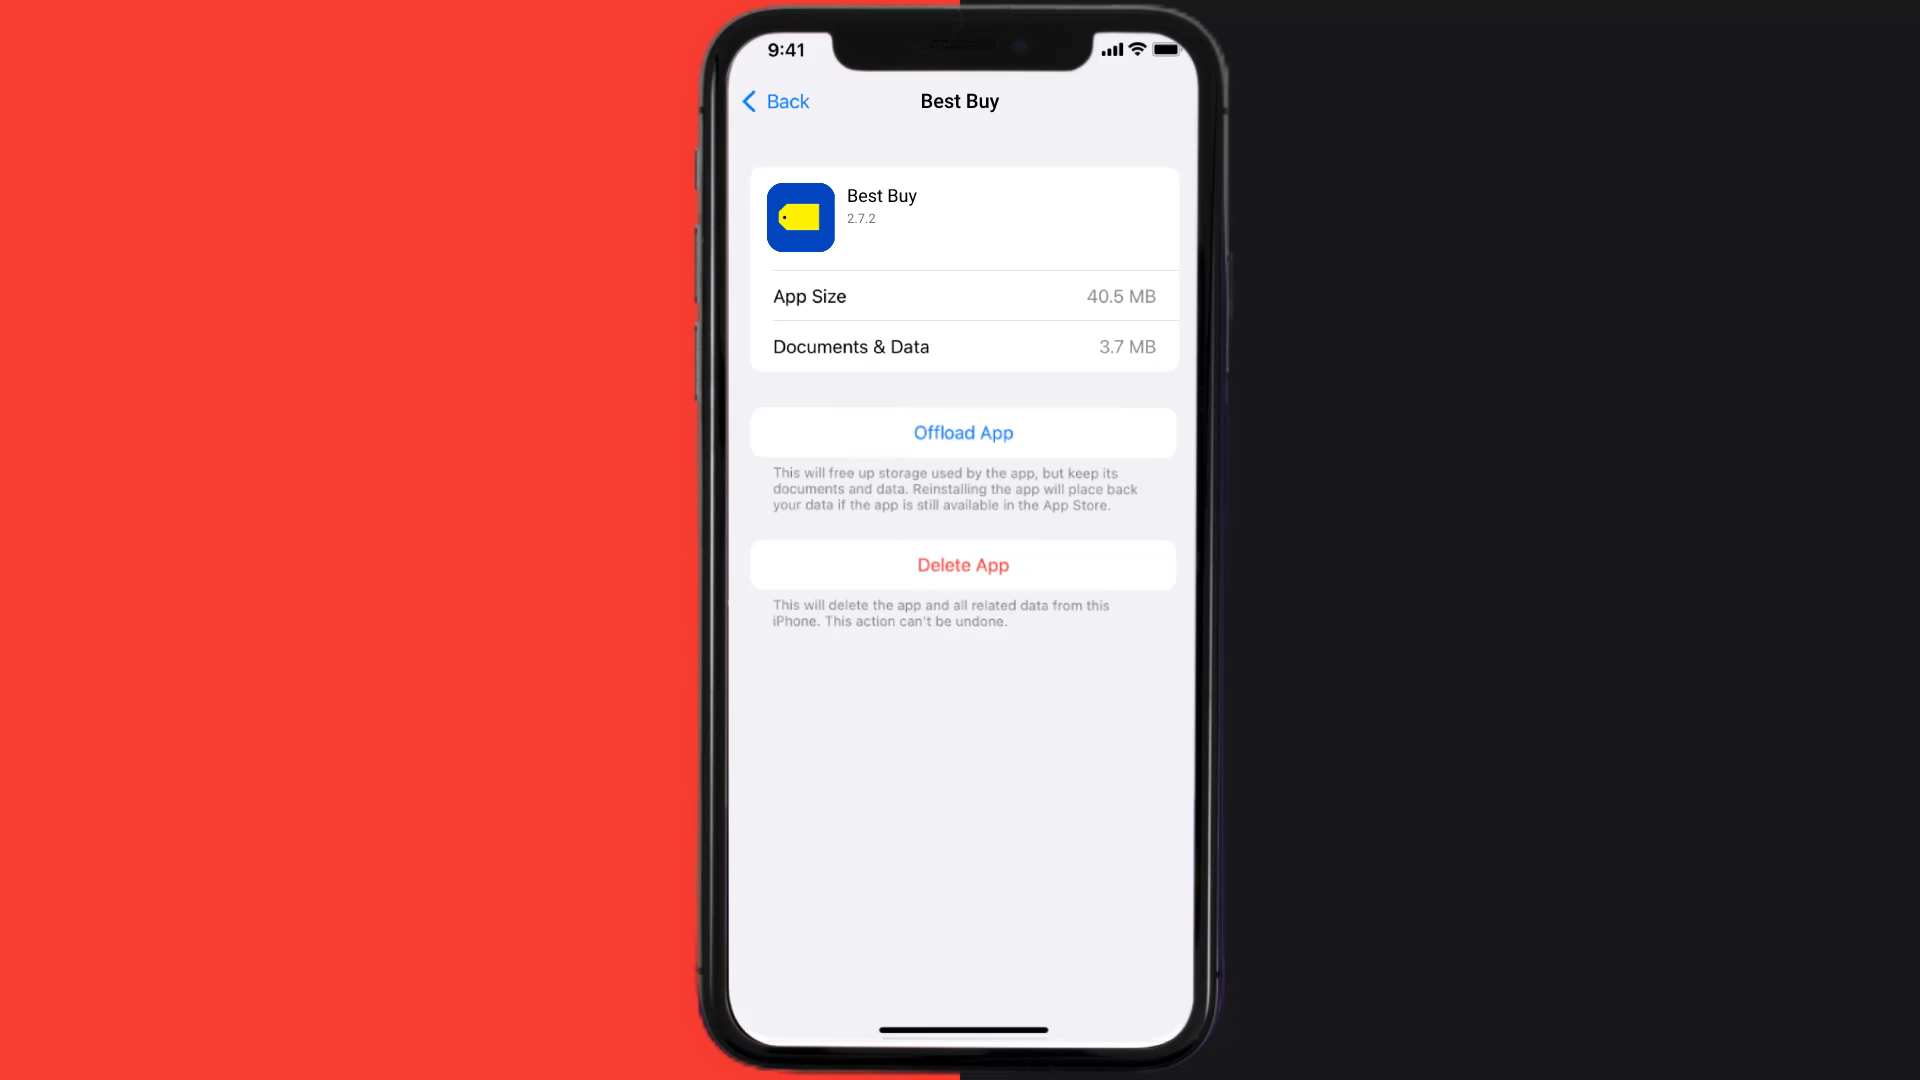 9:41
Back
Best Buy
Best Buy
2.7.2
App Size
40.5 MB
Documents & Data
3.7 MB
Offload App
This will free up storage used by the app, but keep its
documents and data. Reinstalling the app will place back
your data if the app is still available in the App Store.
Delete App
This will delete the app and all related data from this
iPhone. This action can't be undone.